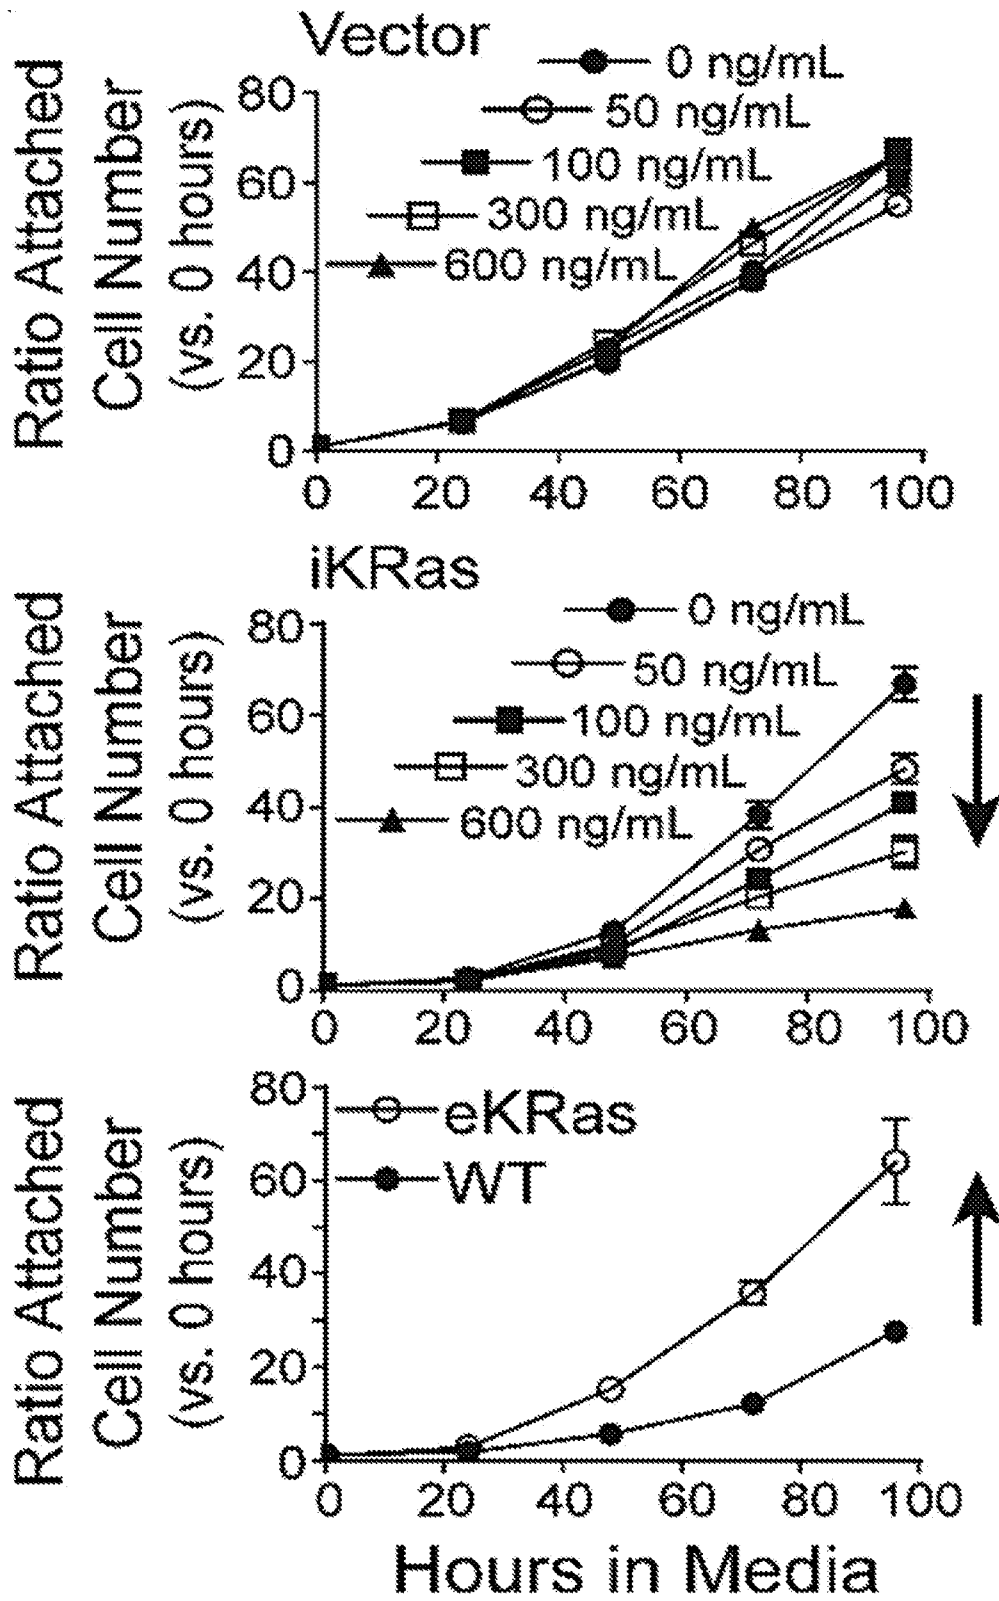 Vector
0 ng/mL
50 ng/mL
100 ng/mL
300 ng/mL
600 ng/mL
Ratio Attached
Cell Number
(vs. 0 hours)
80
60
40
20
0
0 20 40 60 80 100
iKRas
0 ng/mL
50 ng/mL
100 ng/mL
300 ng/mL
600 ng/mL
Ratio Attached
Cell Number
(vs. 0 hours)
80
60
40
20
0
0 20 40 60 80 100
eKRas
WT
Ratio Attached
Cell Number
(vs. 0 hours)
80
60
40
20
0
0 20 40 60 80 100
Hours in Media